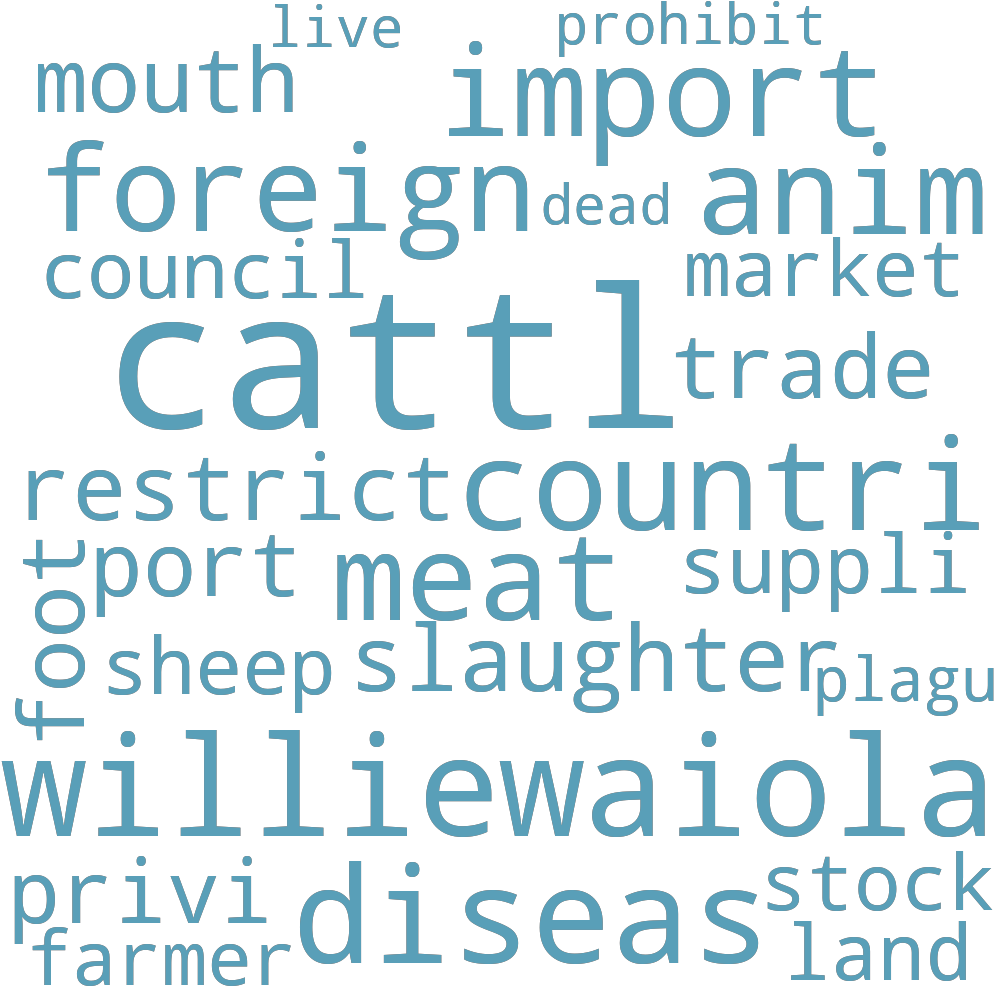 live prohibit
mouth import
foreign dead anim
council market
cattl trade
restrict countri
foot port meat suppli
sheep slaughter plagu
williewaiola
privi diseas stock
farmer land